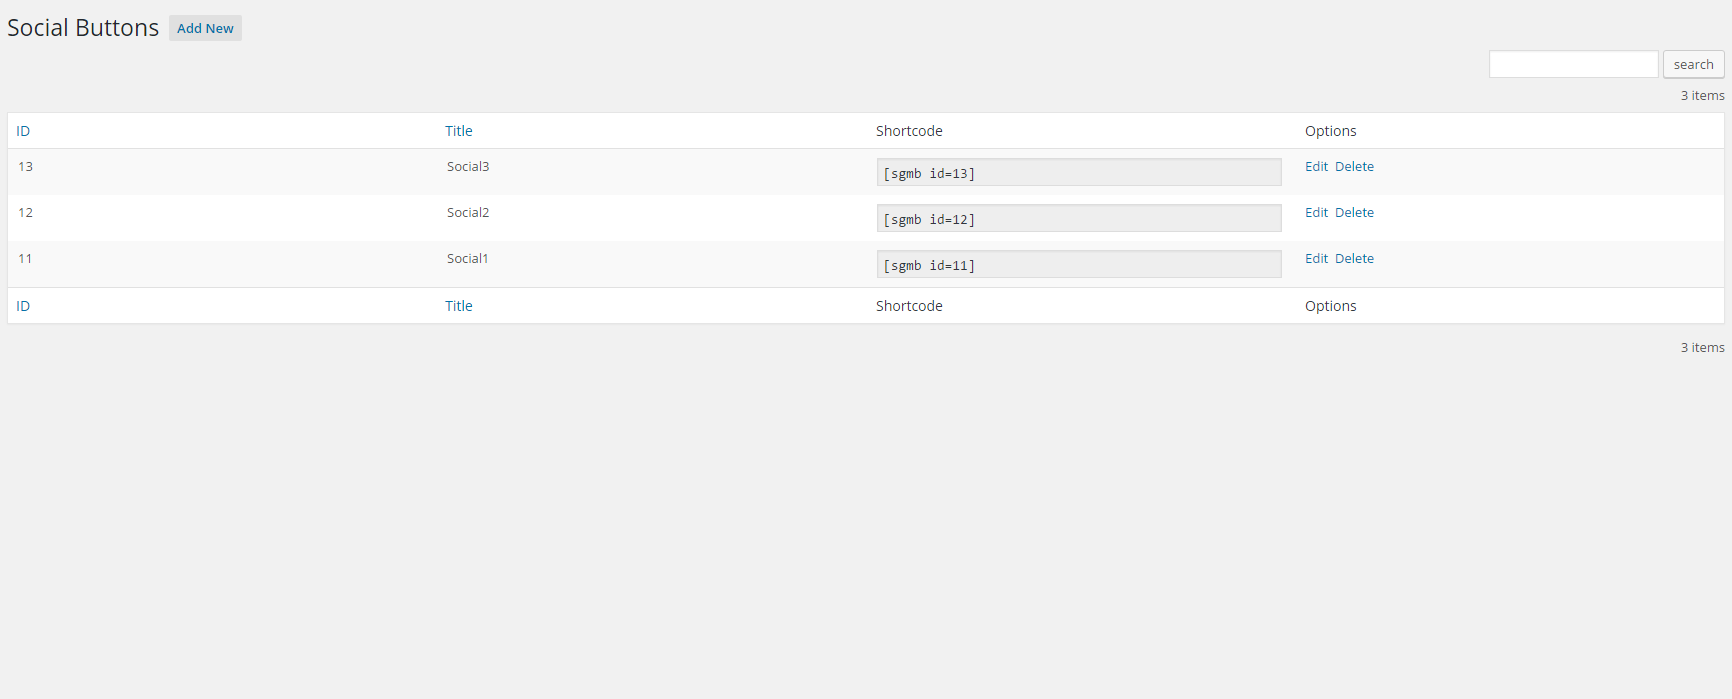 Social Buttons Add New
search
3 items
ID Title Shortcode Options
13 Social3 [sgmb id=13] Edit Delete
12 Social2 [sgmb id=12] Edit Delete
11 Social1 [sgmb id=11] Edit Delete
ID Title Shortcode Options
3 items